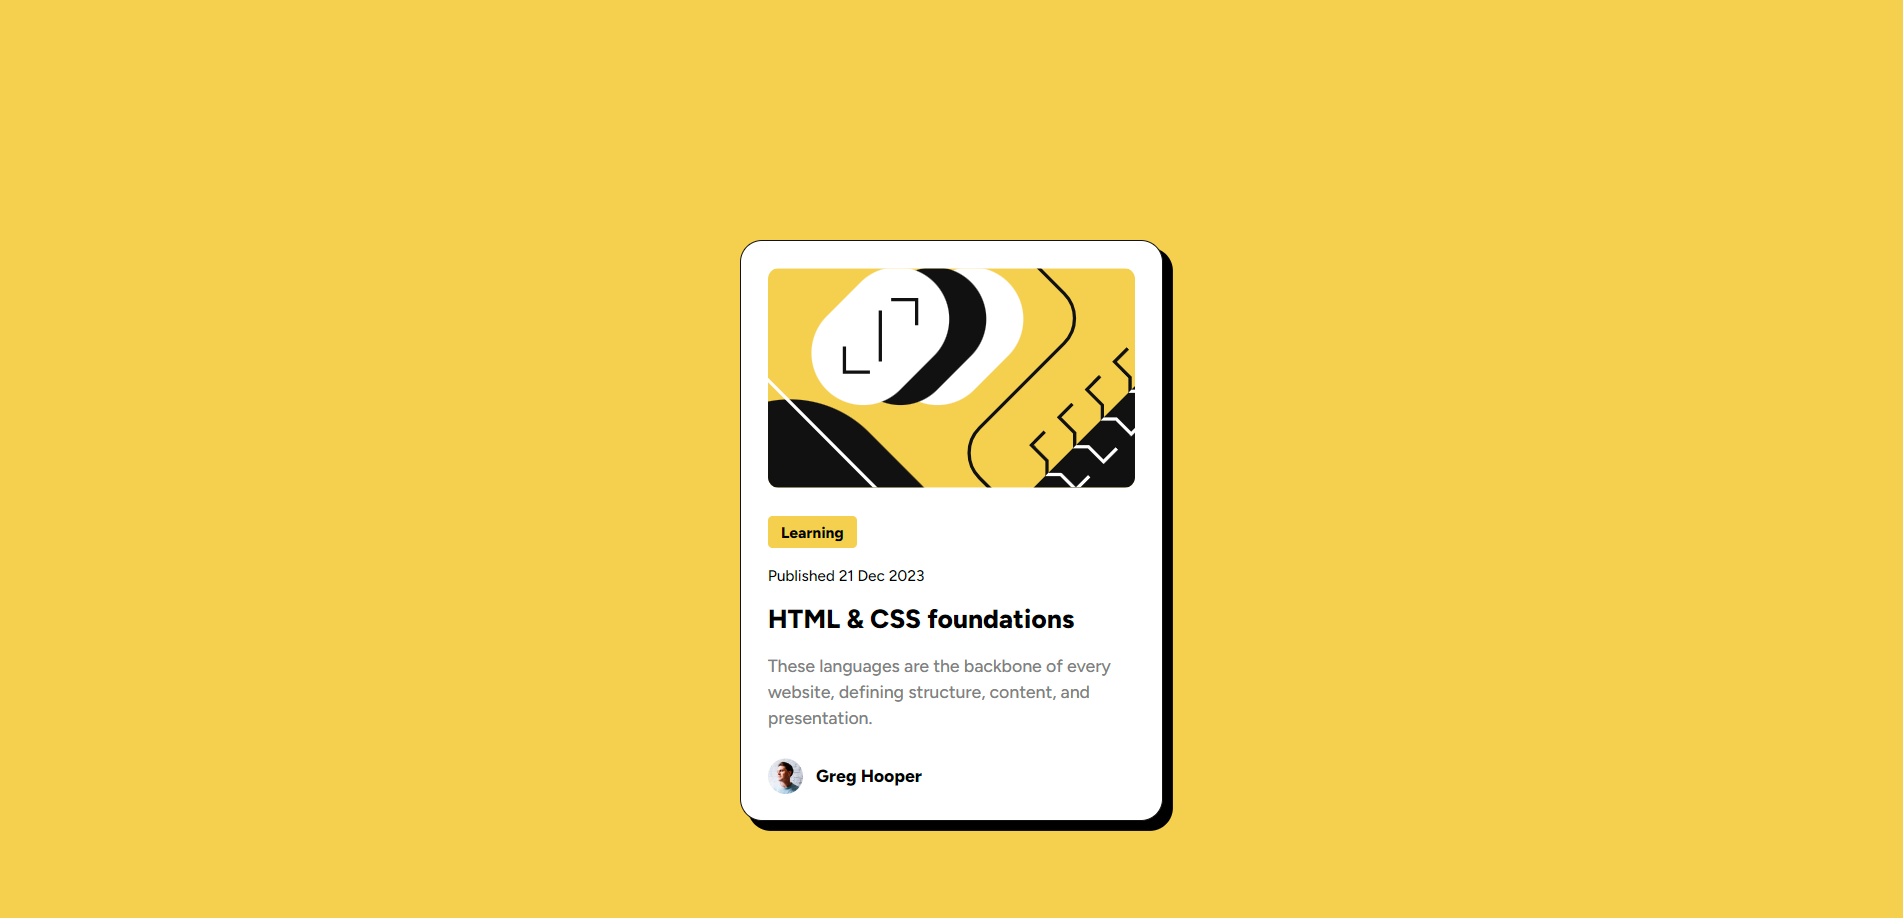 Learning
Published 21 Dec 2023
HTML & CSS foundations
These languages are the backbone of every
website, defining structure, content, and
presentation.
Greg Hooper